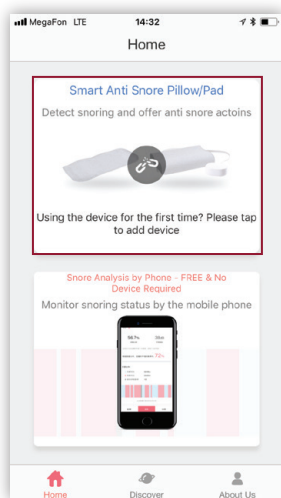 MegaFon LTE 14:32
Home
Smart Anti Snore Pillow/Pad
Detect snoring and offer anti snore actoins
Using the device for the first time? Please tap
to add device
Snore Analysis by Phone - FREE & No
Device Required
Monitor snoring status by the mobile phone
Home Discover About Us